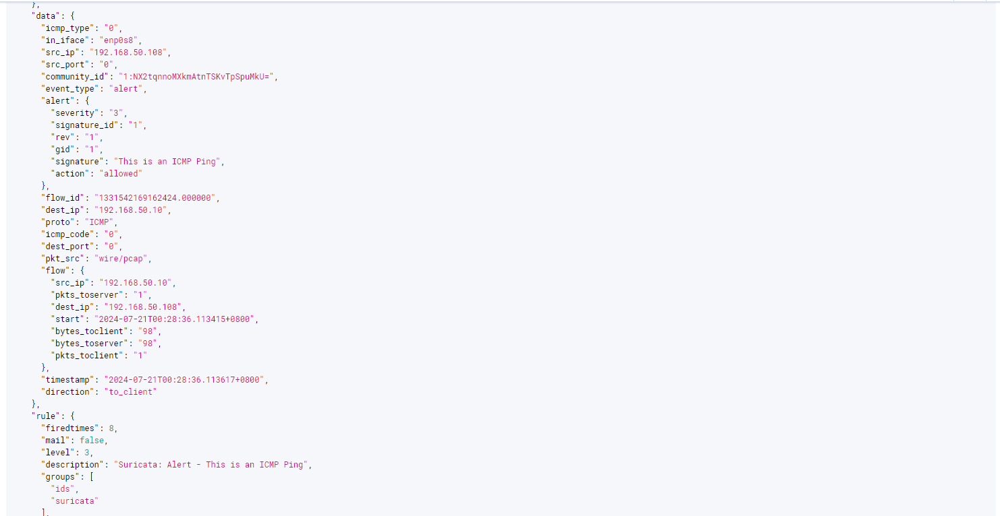 },
"data": {
"icmp_type": "0",
"in_iface": "enp0s8",
"src_ip": "192.168.50.108",
"src_port": "0",
"community_id": "1:NX2tqnnoMXkmAtnTSKvTpSpuMkU=",
"event_type": "alert",
"alert": {
"severity": "3",
"signature_id": "1",
"rev": "1",
"gid": "1",
"signature": "This is an ICMP Ping",
"action": "allowed"
},
"flow_id": "1331542169162424.000000",
"dest_ip": "192.168.50.10",
"proto": "ICMP",
"icmp_code": "0",
"dest_port": "0",
"pkt_src": "wire/pcap",
"flow": {
"src_ip": "192.168.50.10",
"pkts_toserver": "1",
"dest_ip": "192.168.50.108",
"start": "2024-07-21T00:28:36.113415+0800",
"bytes_toclient": "98",
"bytes_toserver": "98",
"pkts_toclient": "1"
},
"timestamp": "2024-07-21T00:28:36.113617+0800",
"direction": "to_client"
},
"rule": {
"firedtimes": 8,
"mail": false,
"level": 3,
"description": "Suricata: Alert - This is an ICMP Ping",
"groups": [
"ids",
"suricata"
],